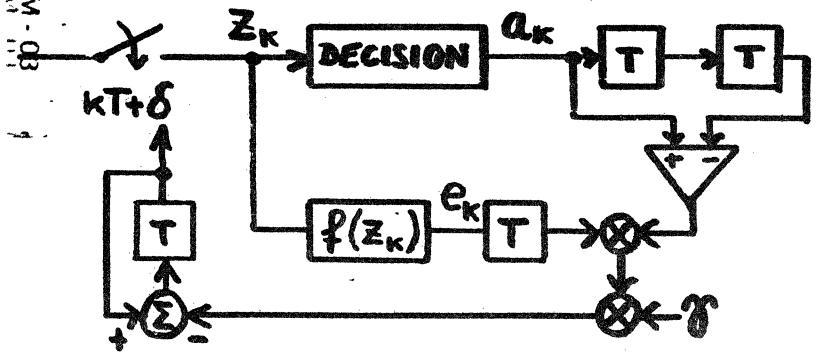 Z_K
DECISION
a_K
T
T
kT+δ
+ -
T
f(Z_K)
e_K
T
X
Σ
X
γ
+ -